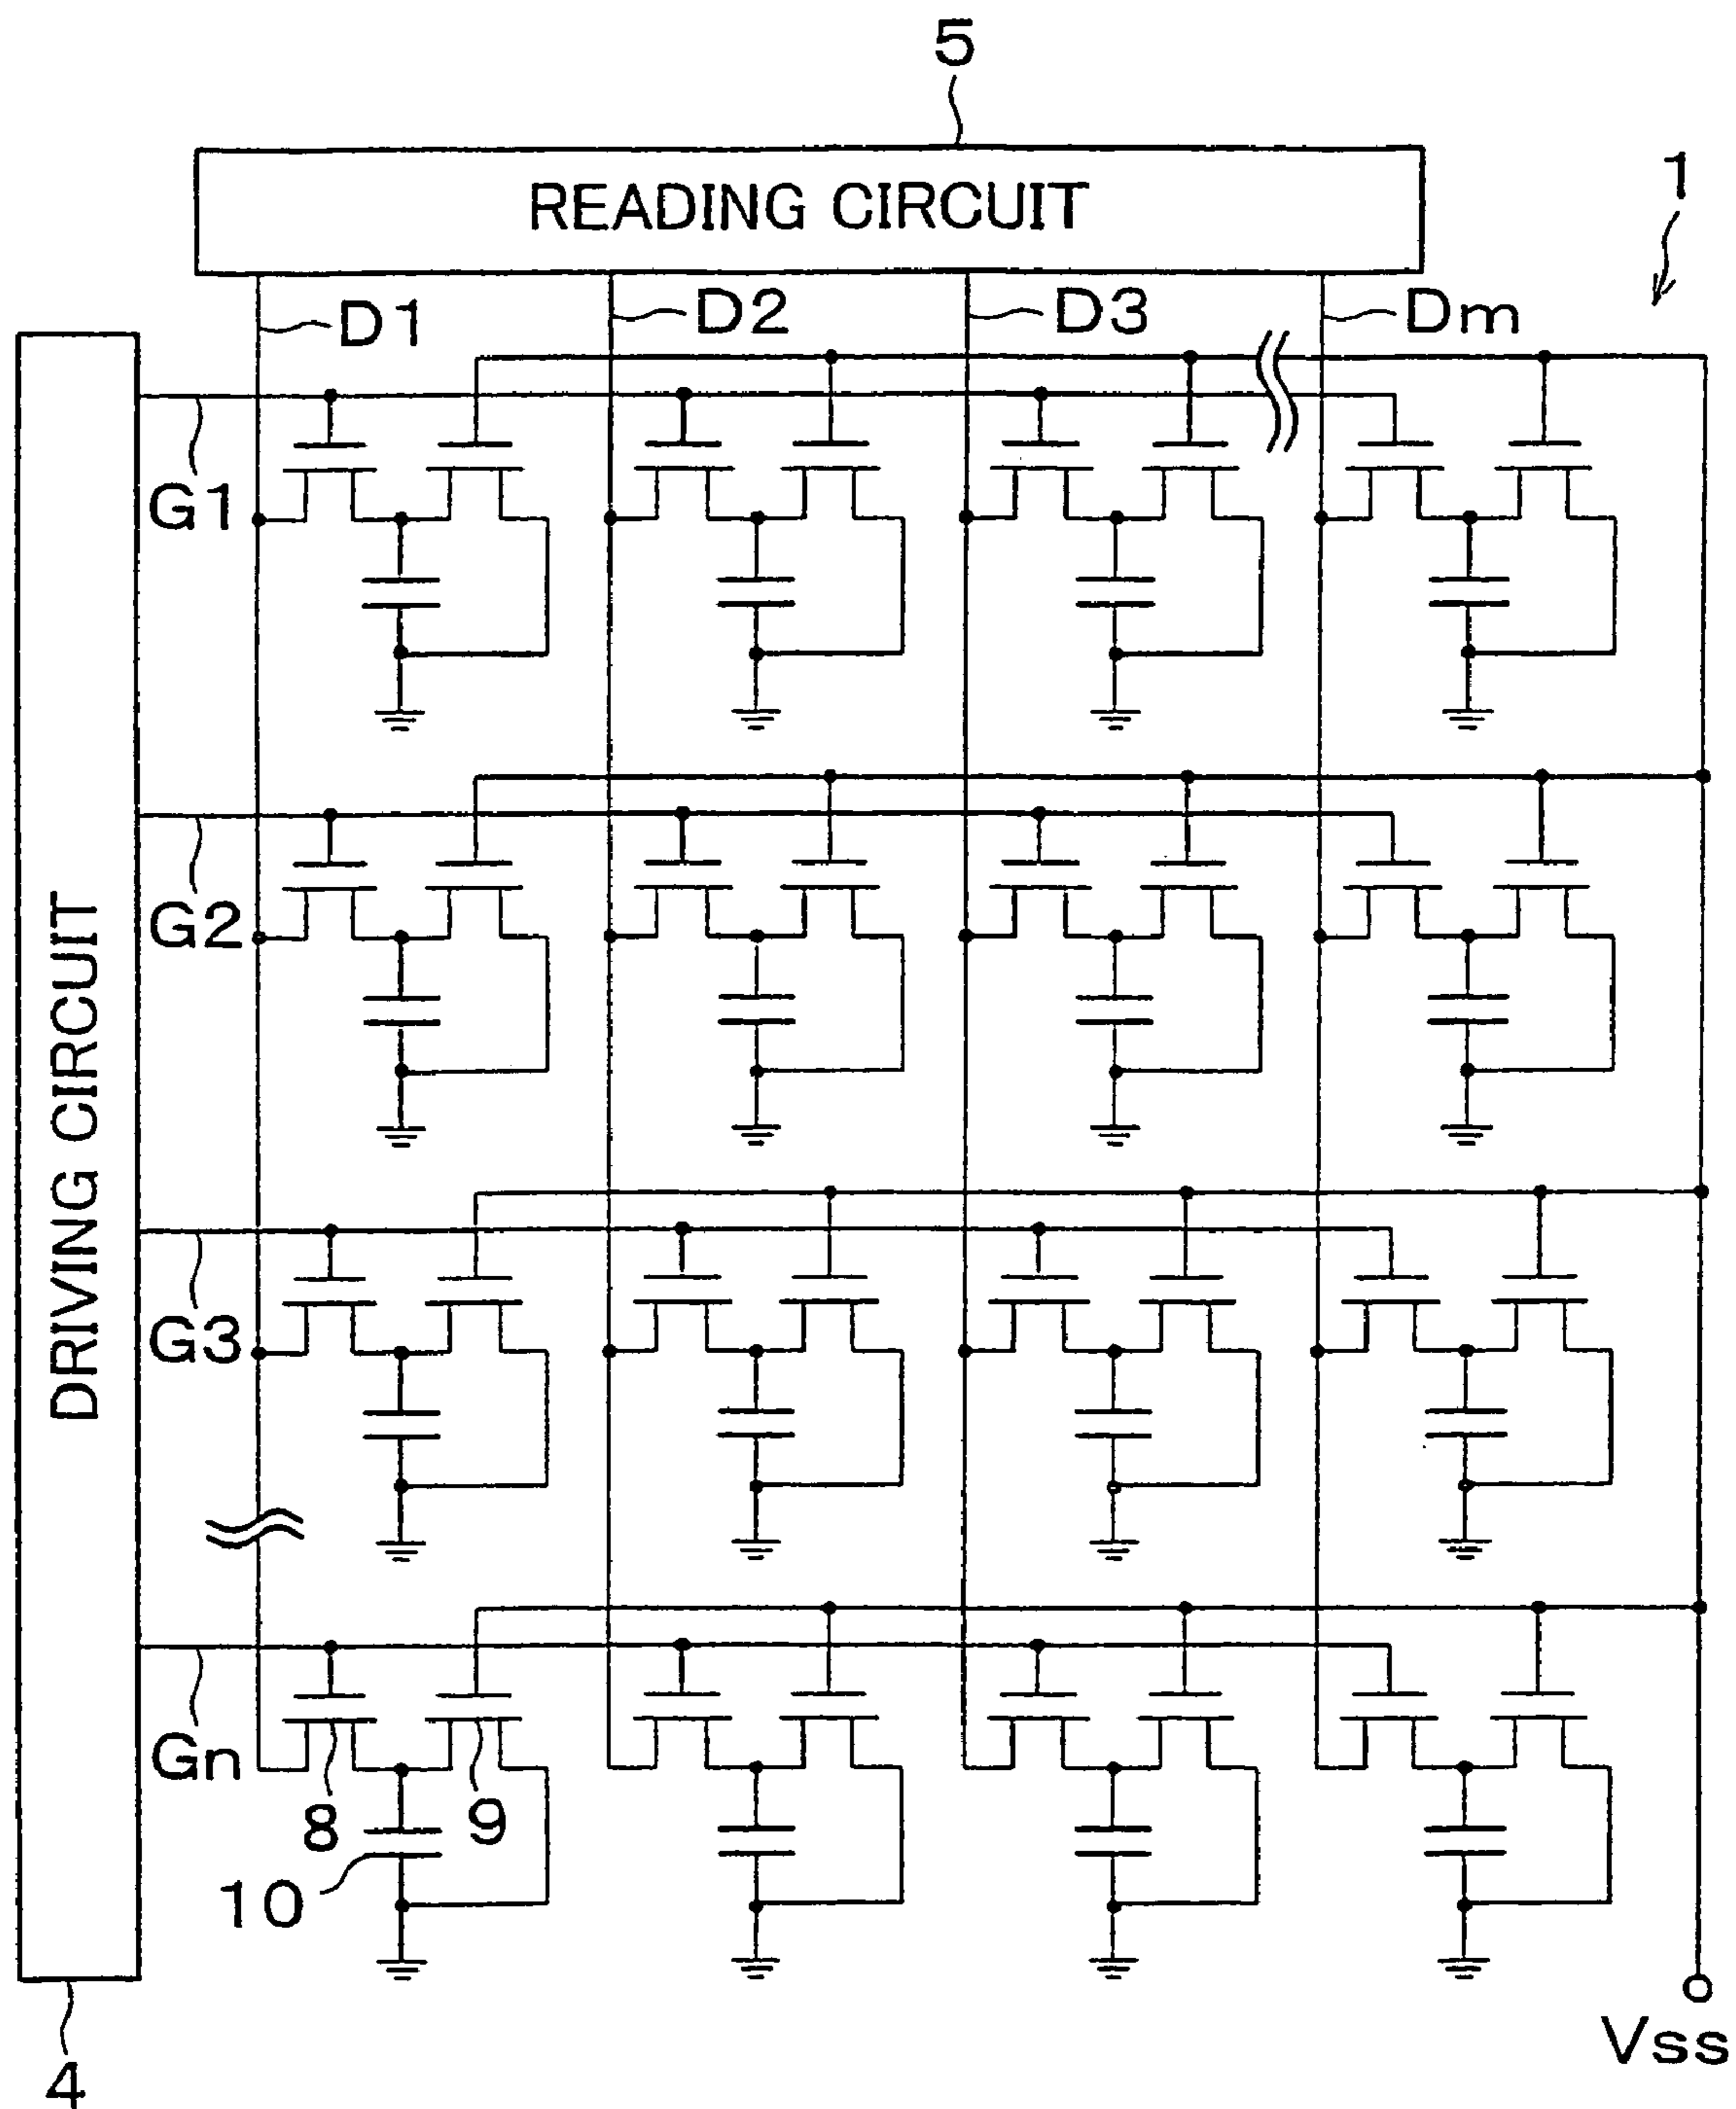 5
READING CIRCUIT
1
D1
D2
D3
Dm
G1
G2
G3
Gn
DRIVING CIRCUIT
8
9
10
4
Vss